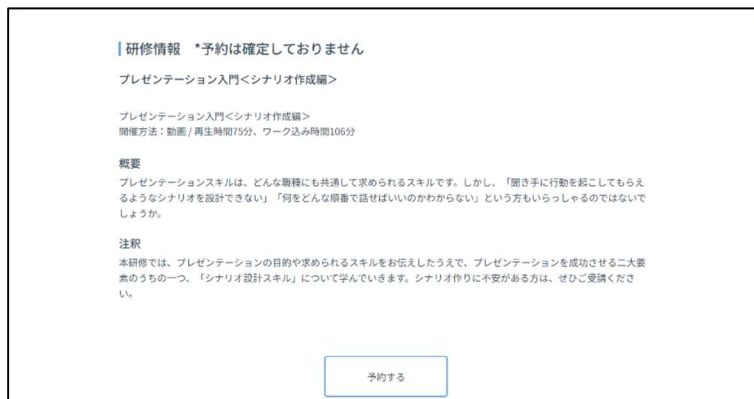 研修情報　*予約は確定しておりません
プレゼンテーション入門＜シナリオ作成編＞
プレゼンテーション入門＜シナリオ作成編＞
開催方法：動画 / 再生時間75分、ワーク込み時間106分
概要
プレゼンテーションスキルは、どんな職種にも共通して求められるスキルです。しかし、「聞き手に行動を起こしてもらえ
るようなシナリオを設計できない」「何をどんな順番で話せばいいのかわからない」という方もいらっしゃるのではないで
しょうか。
注釈
本研修では、プレゼンテーションの目的や求められるスキルをお伝えしたうえで、プレゼンテーションを成功させる二大要
素のうちの一つ、「シナリオ設計スキル」について学んでいきます。シナリオ作りに不安がある方は、ぜひご受講くださ
い。
予約する